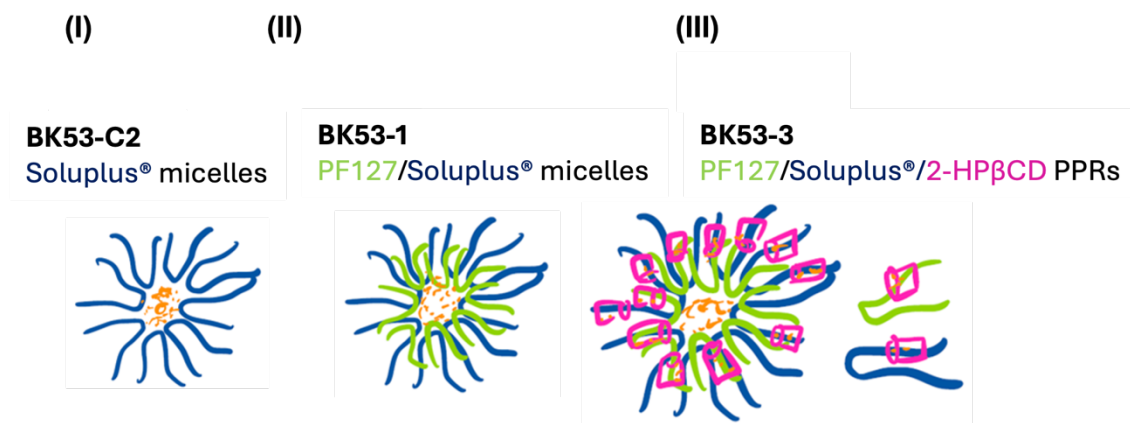 (I)
(II)
(III)
BK53-C2
Soluplus® micelles
BK53-1
PF127/Soluplus® micelles
BK53-3
PF127/Soluplus®/2-HPβCD PPRs